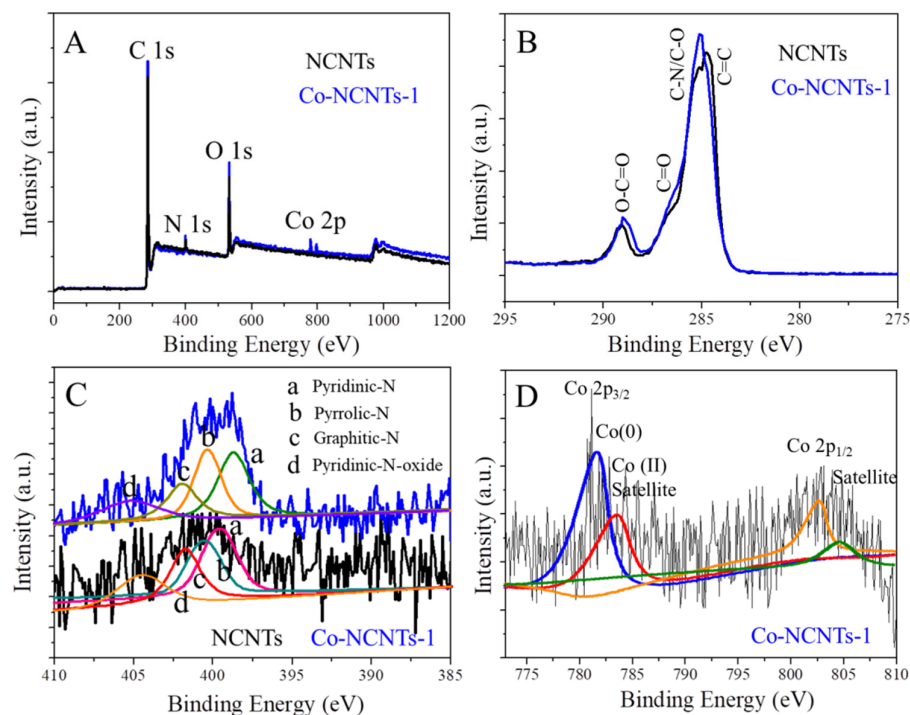 A
C 1s
NCNTs
Co-NCNTs-1
O 1s
N 1s
Co 2p
Intensity (a.u.)
0 200 400 600 800 1000 1200
Binding Energy (eV)
B
C-N/C-O
C=C
NCNTs
Co-NCNTs-1
O-C=O
C=O
Intensity (a.u.)
295 290 285 280 275
Binding Energy (eV)
C
a Pyridinic-N
b Pyrrolic-N
c Graphitic-N
d Pyridinic-N-oxide
b
a
c
d
a
b
c
d
NCNTs Co-NCNTs-1
Intensity (a.u.)
410 405 400 395 390 385
Binding Energy (eV)
D
Co 2p3/2
Co(0)
Co (II)
Satellite
Co 2p1/2
Satellite
Co-NCNTs-1
Intensity (a.u.)
775 780 785 790 795 800 805 810
Binding Energy (eV)